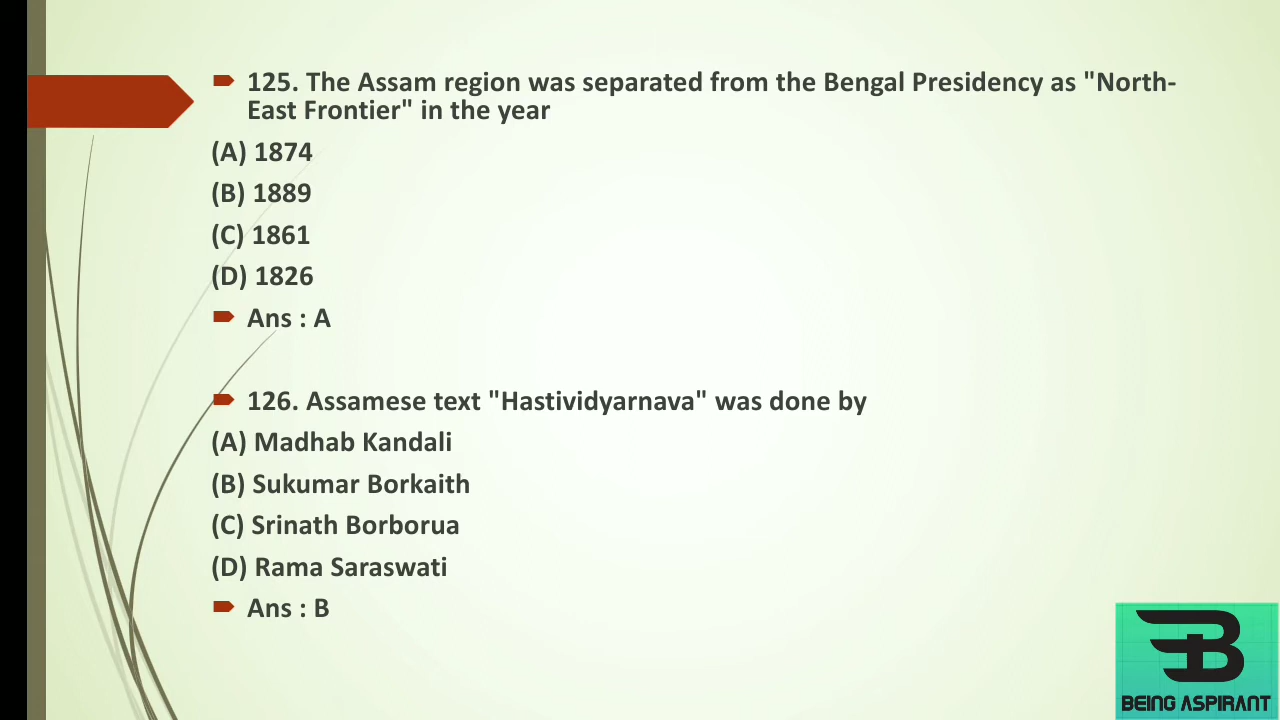 125. The Assam region was separated from the Bengal Presidency as "North-
East Frontier" in the year
(A) 1874
(B) 1889
(C) 1861
(D) 1826
Ans : A
126. Assamese text "Hastividyarnava" was done by
(A) Madhab Kandali
(B) Sukumar Borkaith
(C) Srinath Borborua
(D) Rama Saraswati
Ans : B
BEING ASPIRANT